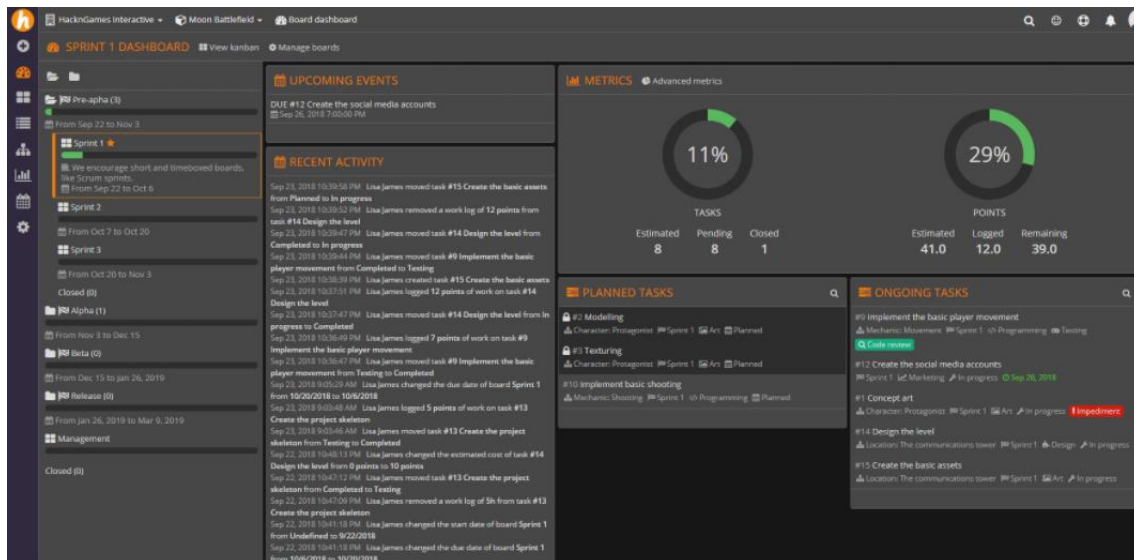 HacknGames Interactive
Moon Battlefield
Board dashboard
SPRINT 1 DASHBOARD
View kanban
Manage boards
Pre-apha (3)
From Sep 22 to Nov 3
Sprint 1
We encourage short and timeboxed boards,
like Scrum sprints.
From Sep 22 to Oct 6
Sprint 2
From Oct 7 to Oct 20
Sprint 3
From Oct 20 to Nov 3
Closed (0)
Alpha (1)
From Nov 3 to Dec 15
Beta (0)
From Dec 15 to Jan 26, 2019
Release (0)
From Jan 26, 2019 to Mar 9, 2019
Management
Closed (0)
UPCOMING EVENTS
DUE #12 Create the social media accounts
Sep 26, 2018 7:00:00 PM
RECENT ACTIVITY
Sep 23, 2018 10:39:58 PM Lisa James moved task #15 Create the basic assets
from Planned to In progress
Sep 23, 2018 10:39:52 PM Lisa James removed a work log of 12 points from
task #14 Design the level
Sep 23, 2018 10:39:47 PM Lisa James moved task #14 Design the level from
Completed to In progress
Sep 23, 2018 10:39:44 PM Lisa James moved task #9 Implement the basic
player movement from Completed to Testing
Sep 23, 2018 10:38:39 PM Lisa James created task #15 Create the basic assets
Sep 23, 2018 10:37:51 PM Lisa James logged 12 points of work on task #14
Design the level
Sep 23, 2018 10:37:47 PM Lisa James moved task #14 Design the level from In
progress to Completed
Sep 23, 2018 10:36:49 PM Lisa James logged 7 points of work on task #9
Implement the basic player movement
Sep 23, 2018 10:36:47 PM Lisa James moved task #9 Implement the basic
player movement from Testing to Completed
Sep 23, 2018 9:05:29 AM Lisa James changed the due date of board Sprint 1
from 10/20/2018 to 10/6/2018
Sep 23, 2018 9:03:48 AM Lisa James logged 5 points of work on task #13
Create the project skeleton
Sep 23, 2018 9:03:46 AM Lisa James moved task #13 Create the project
skeleton from Testing to Completed
Sep 22, 2018 10:48:13 PM Lisa James changed the estimated cost of task #14
Design the level from 0 points to 10 points
Sep 22, 2018 10:47:12 PM Lisa James moved task #13 Create the project
skeleton from Completed to Testing
Sep 22, 2018 10:47:09 PM Lisa James removed a work log of 5h from task #13
Create the project skeleton
Sep 22, 2018 10:41:18 PM Lisa James changed the start date of board Sprint 1
from Undefined to 9/22/2018
Sep 22, 2018 10:41:13 PM Lisa James changed the due date of board Sprint 1
from 10/6/2018 to 10/20/2018
METRICS
Advanced metrics
11%
TASKS
Estimated Pending Closed
8 8 1
29%
POINTS
Estimated Logged Remaining
41.0 12.0 39.0
PLANNED TASKS
#2 Modelling
Character: Protagonist Sprint 1 Art Planned
#3 Texturing
Character: Protagonist Sprint 1 Art Planned
#10 Implement basic shooting
Mechanic: Shooting Sprint 1 Programming Planned
ONGOING TASKS
#9 Implement the basic player movement
Mechanic: Movement Sprint 1 Programming Testing
Code review
#12 Create the social media accounts
Sprint 1 Marketing In progress Sep 26, 2018
#1 Concept art
Character: Protagonist Sprint 1 Art In progress Impediment
#14 Design the level
Location: The communications tower Sprint 1 Design In progress
#15 Create the basic assets
Location: The communications tower Sprint 1 Art In progress